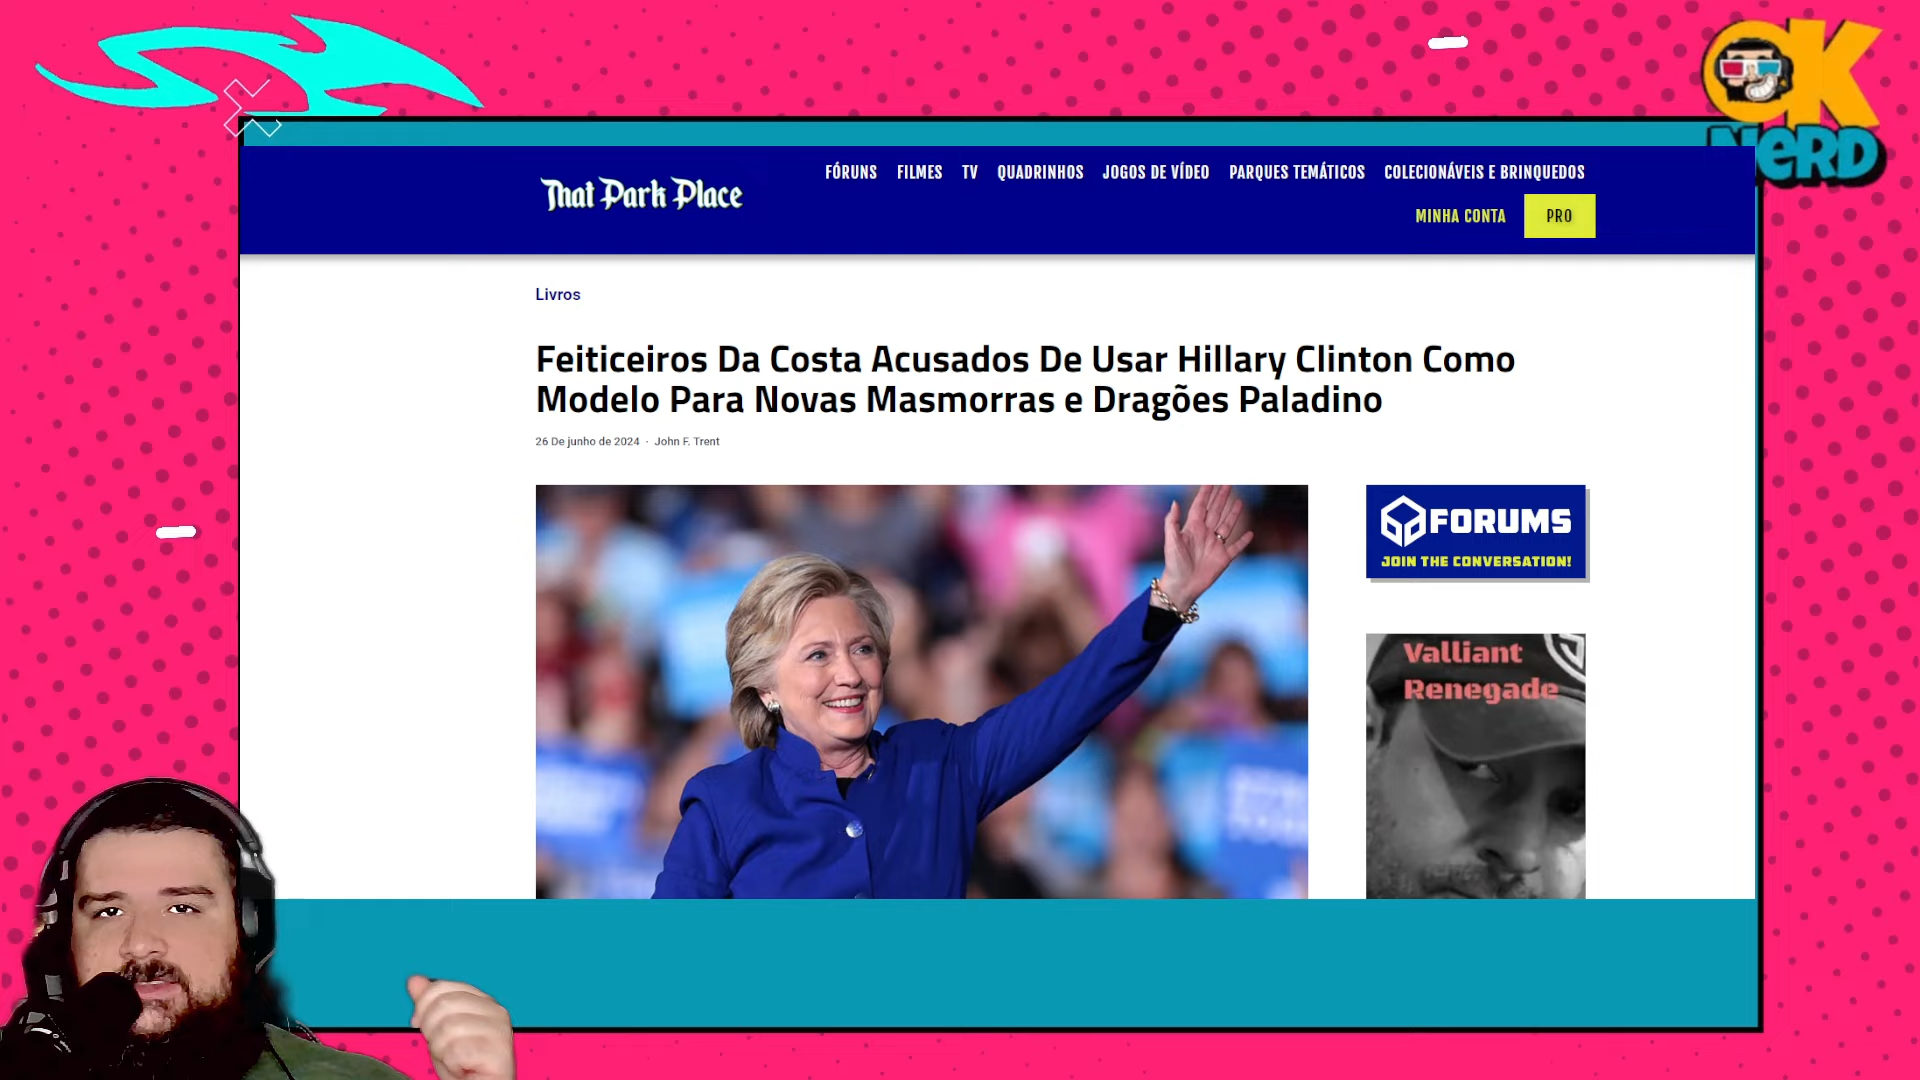 OK
NeRD
That Park Place
FÓRUNS FILMES TV QUADRINHOS JOGOS DE VÍDEO PARQUES TEMÁTICOS COLECIONÁVEIS E BRINQUEDOS
MINHA CONTA PRO
Livros
Feiticeiros Da Costa Acusados De Usar Hillary Clinton Como
Modelo Para Novas Masmorras e Dragões Paladino
26 De junho de 2024 · John F. Trent
FORUMS
JOIN THE CONVERSATION!
Valliant
Renegade